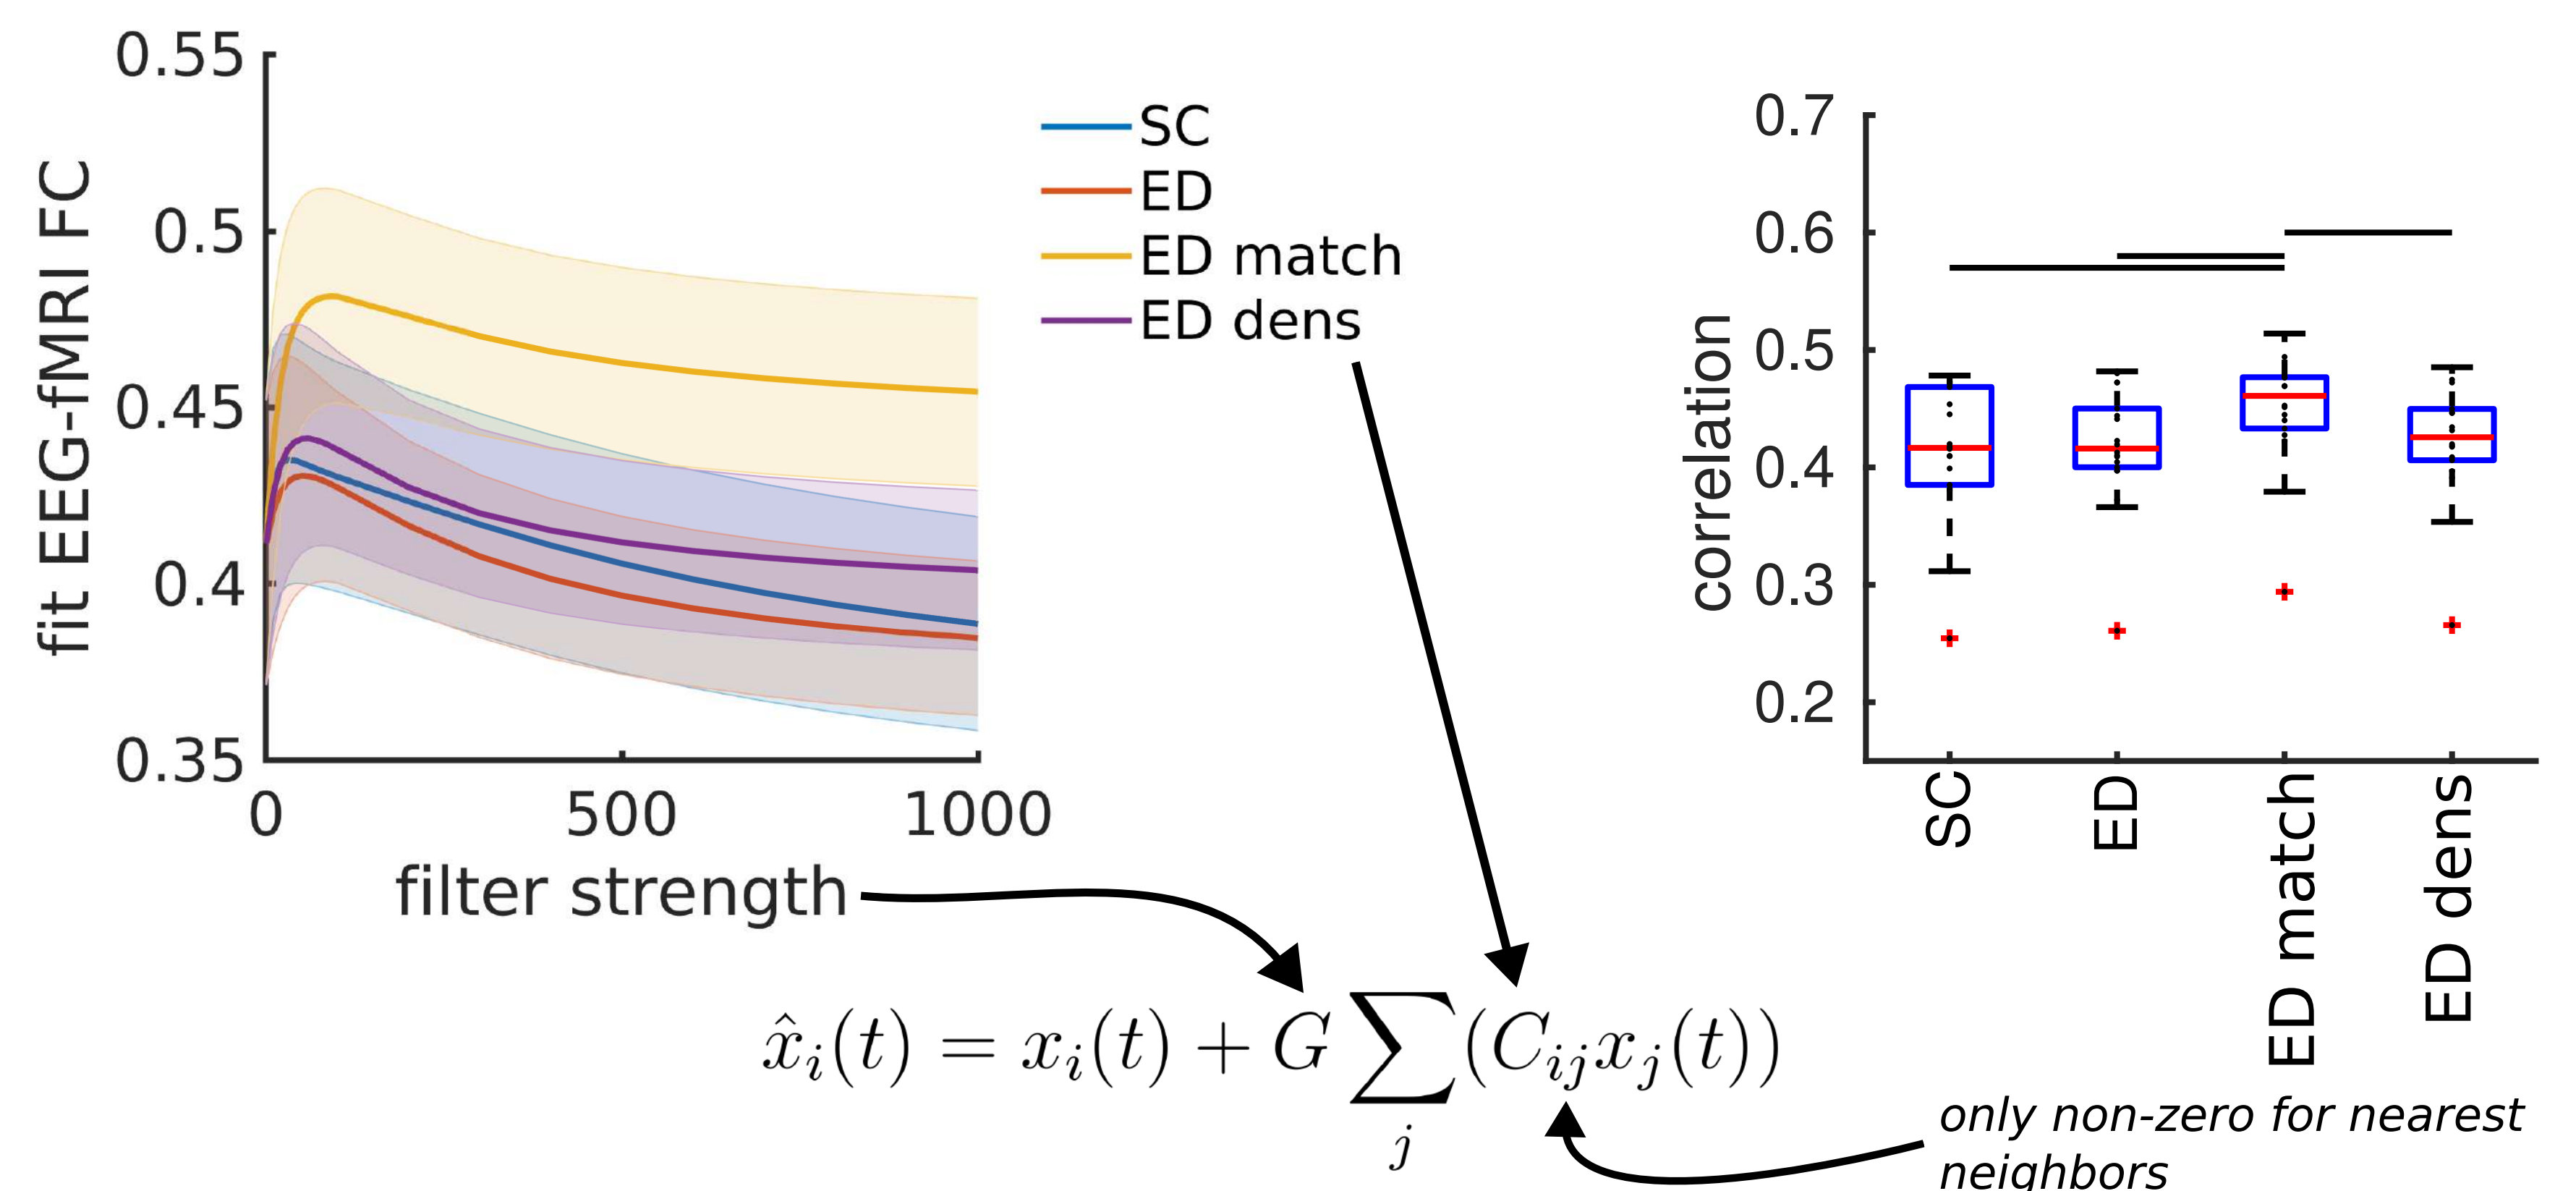 0.55
0.5
0.45
0.4
0.35
fit EEG-fMRI FC
0
500
1000
filter strength
SC
ED
ED match
ED dens
0.7
0.6
0.5
0.4
0.3
0.2
correlation
SC
ED
ED match
ED dens
x̂ᵢ(t) = xᵢ(t) + G ∑ⱼ (Cᵢⱼxⱼ(t))
only non-zero for nearest
neighbors